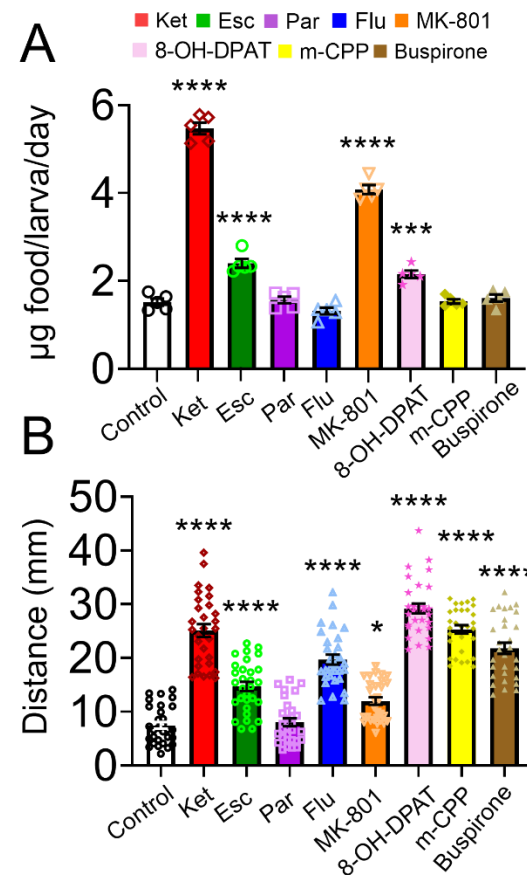 Ket Esc Par Flu MK-801
8-OH-DPAT m-CPP Buspirone
A
µg food/larva/day
6
4
2
0
****
****
****
***
Control Ket Esc Par Flu MK-801 8-OH-DPAT m-CPP Buspirone
B
Distance (mm)
50
40
30
20
10
0
****
****
****
*
****
****
****
Control Ket Esc Par Flu MK-801 8-OH-DPAT m-CPP Buspirone